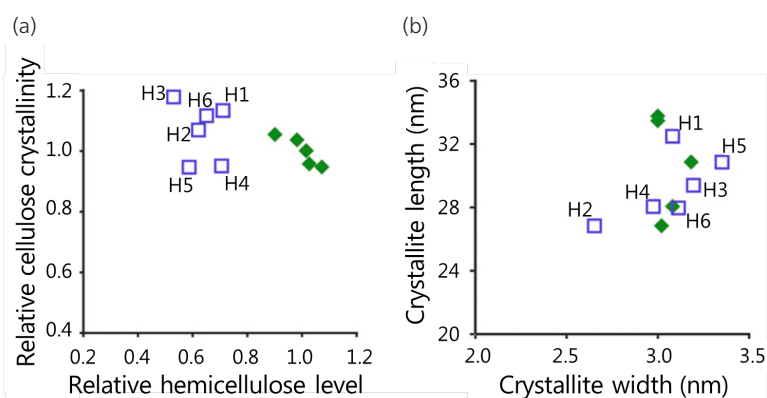 (a)
Relative cellulose crystallinity
1.2
1.0
0.8
0.6
0.4
H3
H6
H1
H2
H5
H4
0.2
0.4
0.6
0.8
1.0
1.2
Relative hemicellulose level
(b)
Crystallite length (nm)
36
32
28
24
20
H1
H5
H4
H3
H2
H6
2.0
2.5
3.0
3.5
Crystallite width (nm)